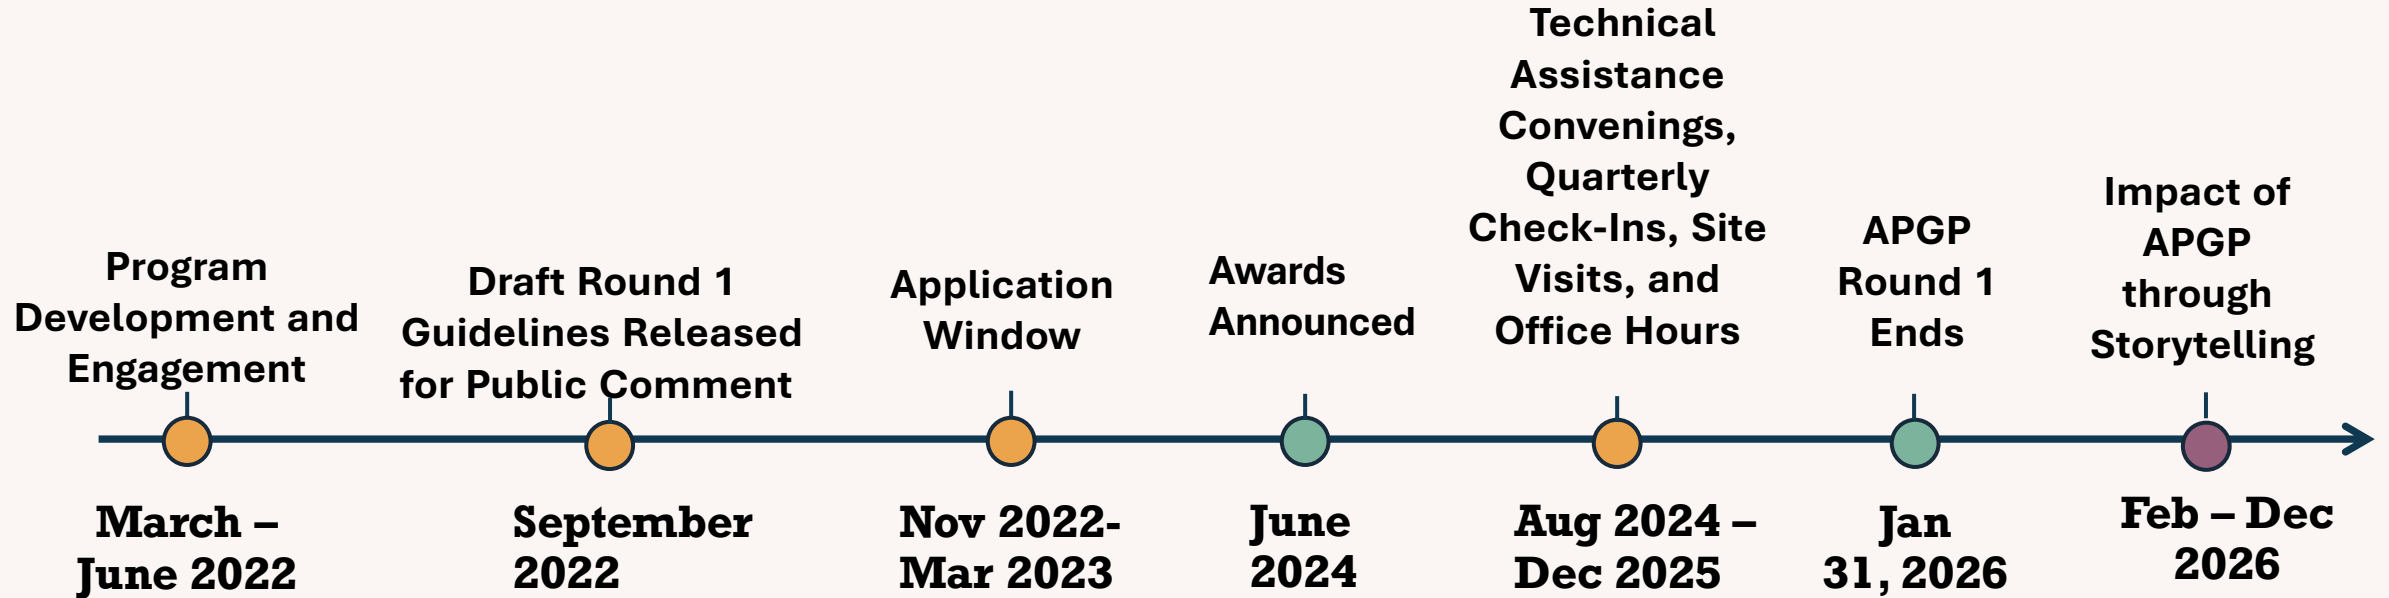 Program
Development and
Engagement
March –
June 2022
Draft Round 1
Guidelines Released
for Public Comment
September
2022
Application
Window
Nov 2022-
Mar 2023
Awards
Announced
June
2024
Technical
Assistance
Convenings,
Quarterly
Check-Ins, Site
Visits, and
Office Hours
Aug 2024 –
Dec 2025
APGP
Round 1
Ends
Jan
31, 2026
Impact of
APGP
through
Storytelling
Feb – Dec
2026